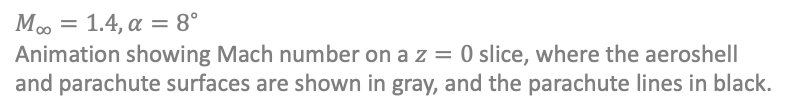 M∞ = 1.4, α = 8°
Animation showing Mach number on a z = 0 slice, where the aeroshell
and parachute surfaces are shown in gray, and the parachute lines in black.